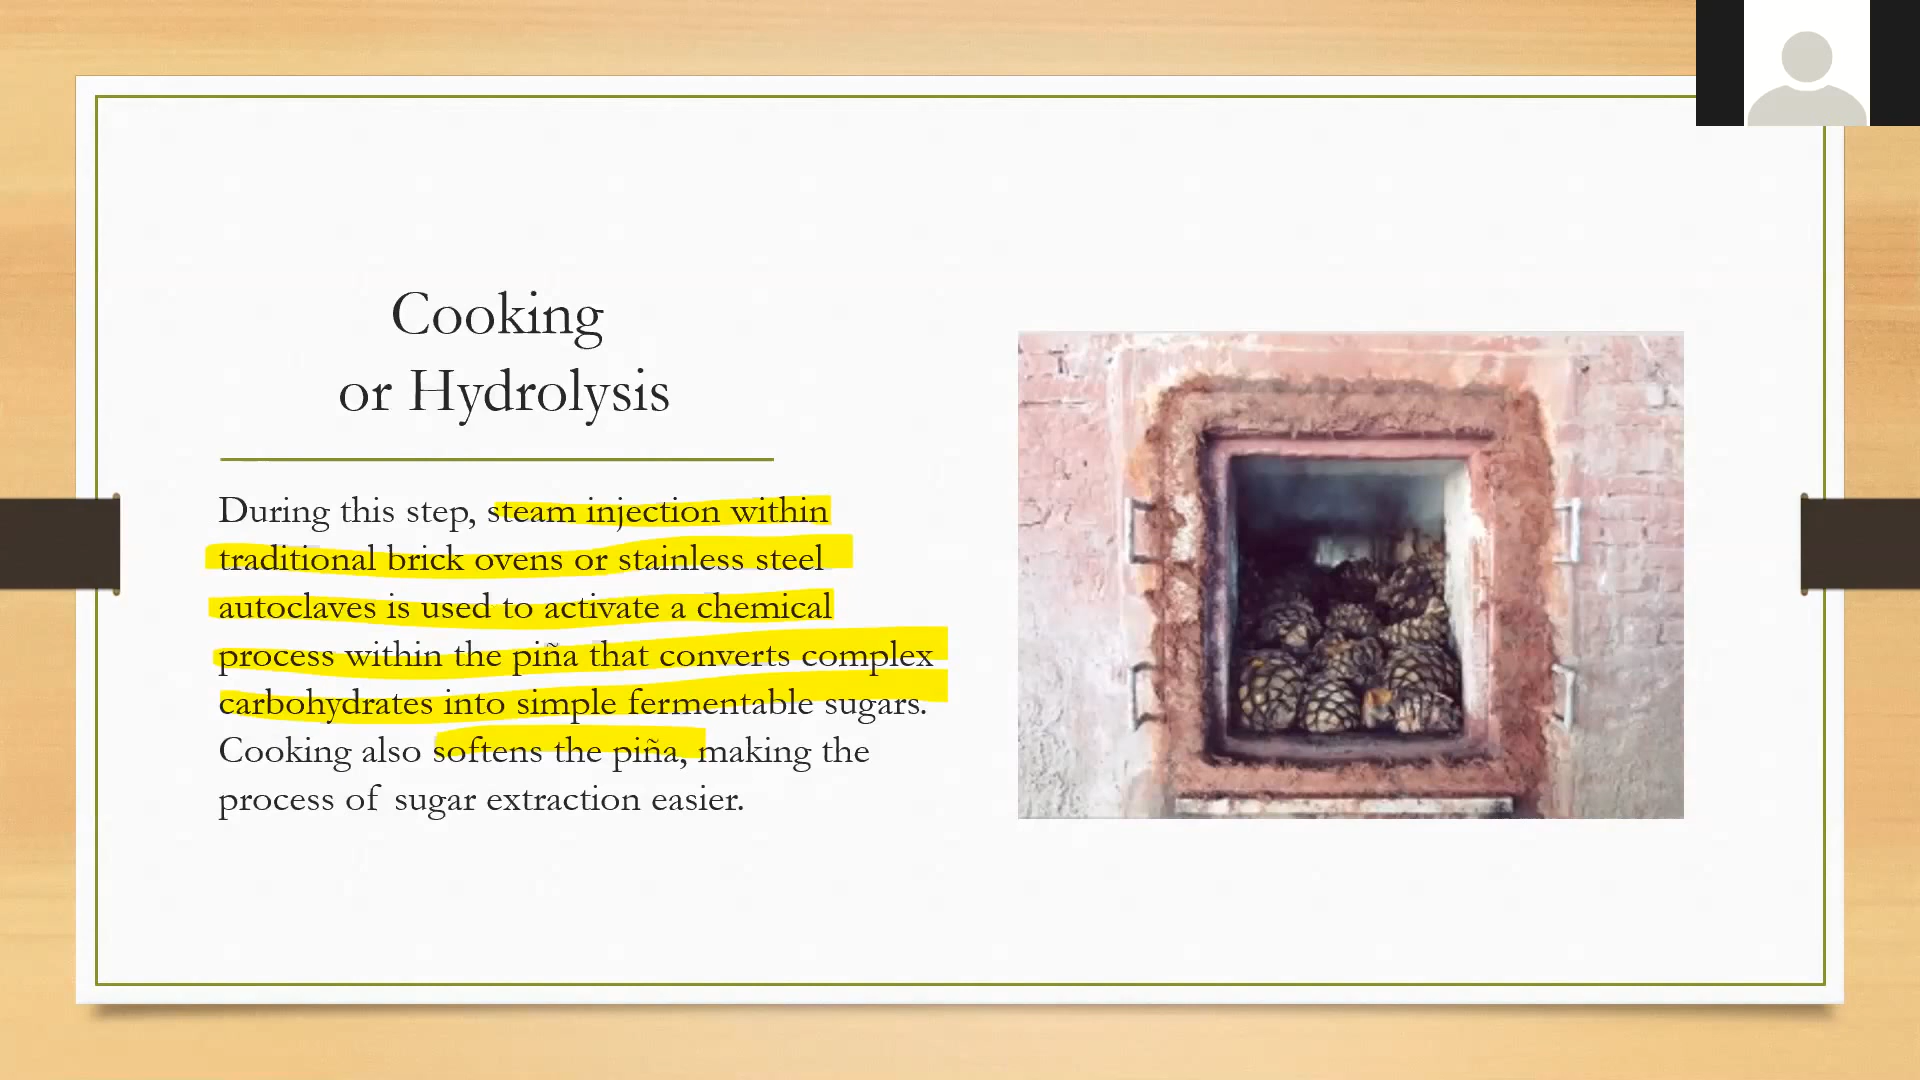 Cooking
or Hydrolysis
During this step, steam injection within
traditional brick ovens or stainless steel
autoclaves is used to activate a chemical
process within the piña that converts complex
carbohydrates into simple fermentable sugars.
Cooking also softens the piña, making the
process of sugar extraction easier.